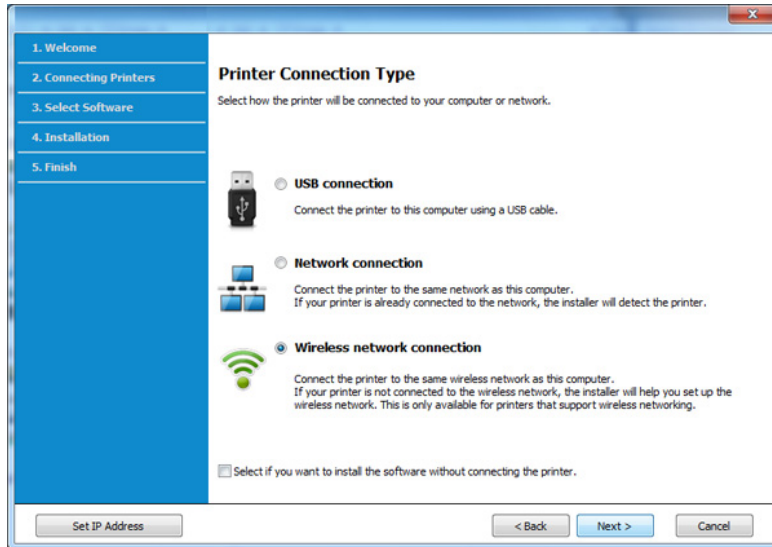 1. Welcome
2. Connecting Printers
3. Select Software
4. Installation
5. Finish
Printer Connection Type
Select how the printer will be connected to your computer or network.
USB connection
Connect the printer to this computer using a USB cable.
Network connection
Connect the printer to the same network as this computer.
If your printer is already connected to the network, the installer will detect the printer.
Wireless network connection
Connect the printer to the same wireless network as this computer.
If your printer is not connected to the wireless network, the installer will help you set up the
wireless network. This is only available for printers that support wireless networking.
Select if you want to install the software without connecting the printer.
Set IP Address
< Back
Next >
Cancel